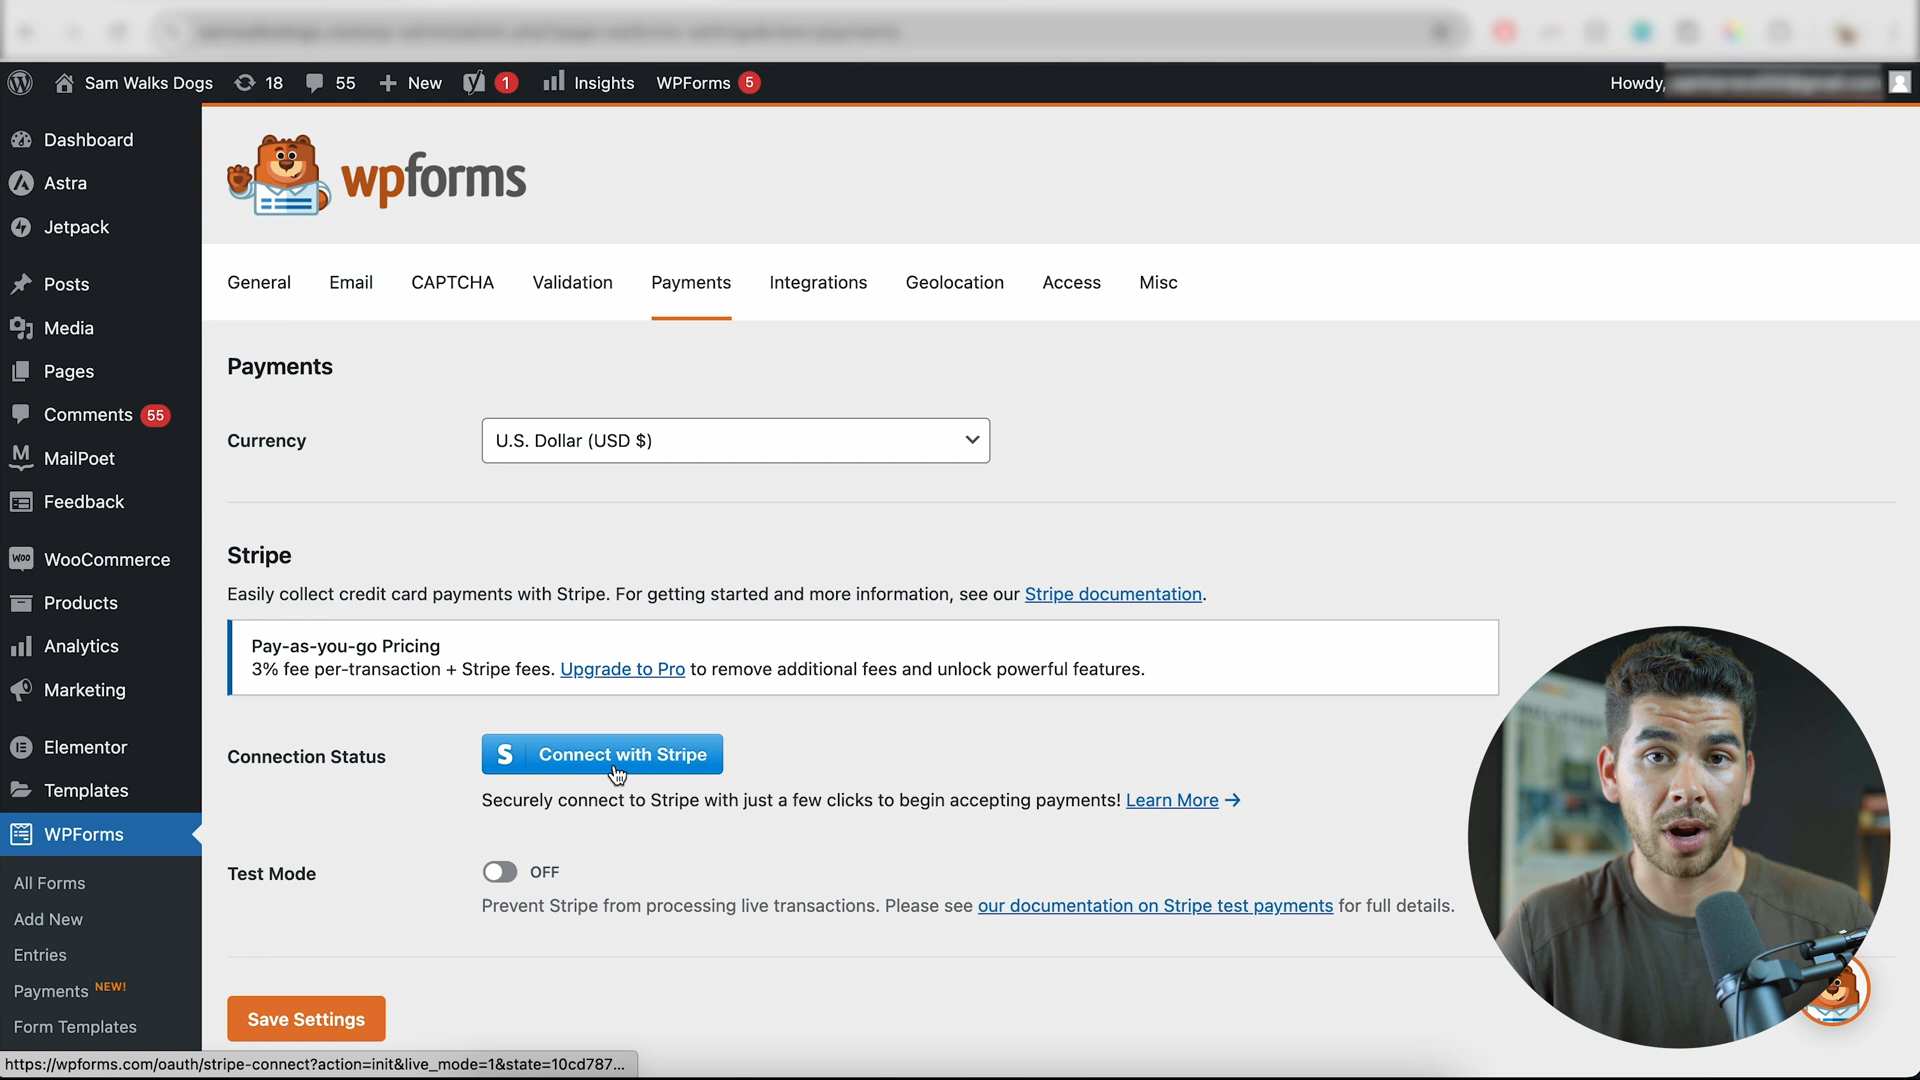 Sam Walks Dogs 18 55 New 1 Insights WPForms 5 Howdy,
Dashboard
Astra
Jetpack
Posts
Media
Pages
Comments 55
MailPoet
Feedback
WooCommerce
Products
Analytics
Marketing
Elementor
Templates
WPForms
All Forms
Add New
Entries
Payments NEW!
Form Templates
wpforms
General Email CAPTCHA Validation Payments Integrations Geolocation Access Misc
Payments
Currency U.S. Dollar (USD $)
Stripe
Easily collect credit card payments with Stripe. For getting started and more information, see our Stripe documentation.
Pay-as-you-go Pricing
3% fee per-transaction + Stripe fees. Upgrade to Pro to remove additional fees and unlock powerful features.
Connection Status S Connect with Stripe
Securely connect to Stripe with just a few clicks to begin accepting payments! Learn More →
Test Mode OFF
Prevent Stripe from processing live transactions. Please see our documentation on Stripe test payments for full details.
Save Settings
https://wpforms.com/oauth/stripe-connect?action=init&live_mode=1&state=10cd787...